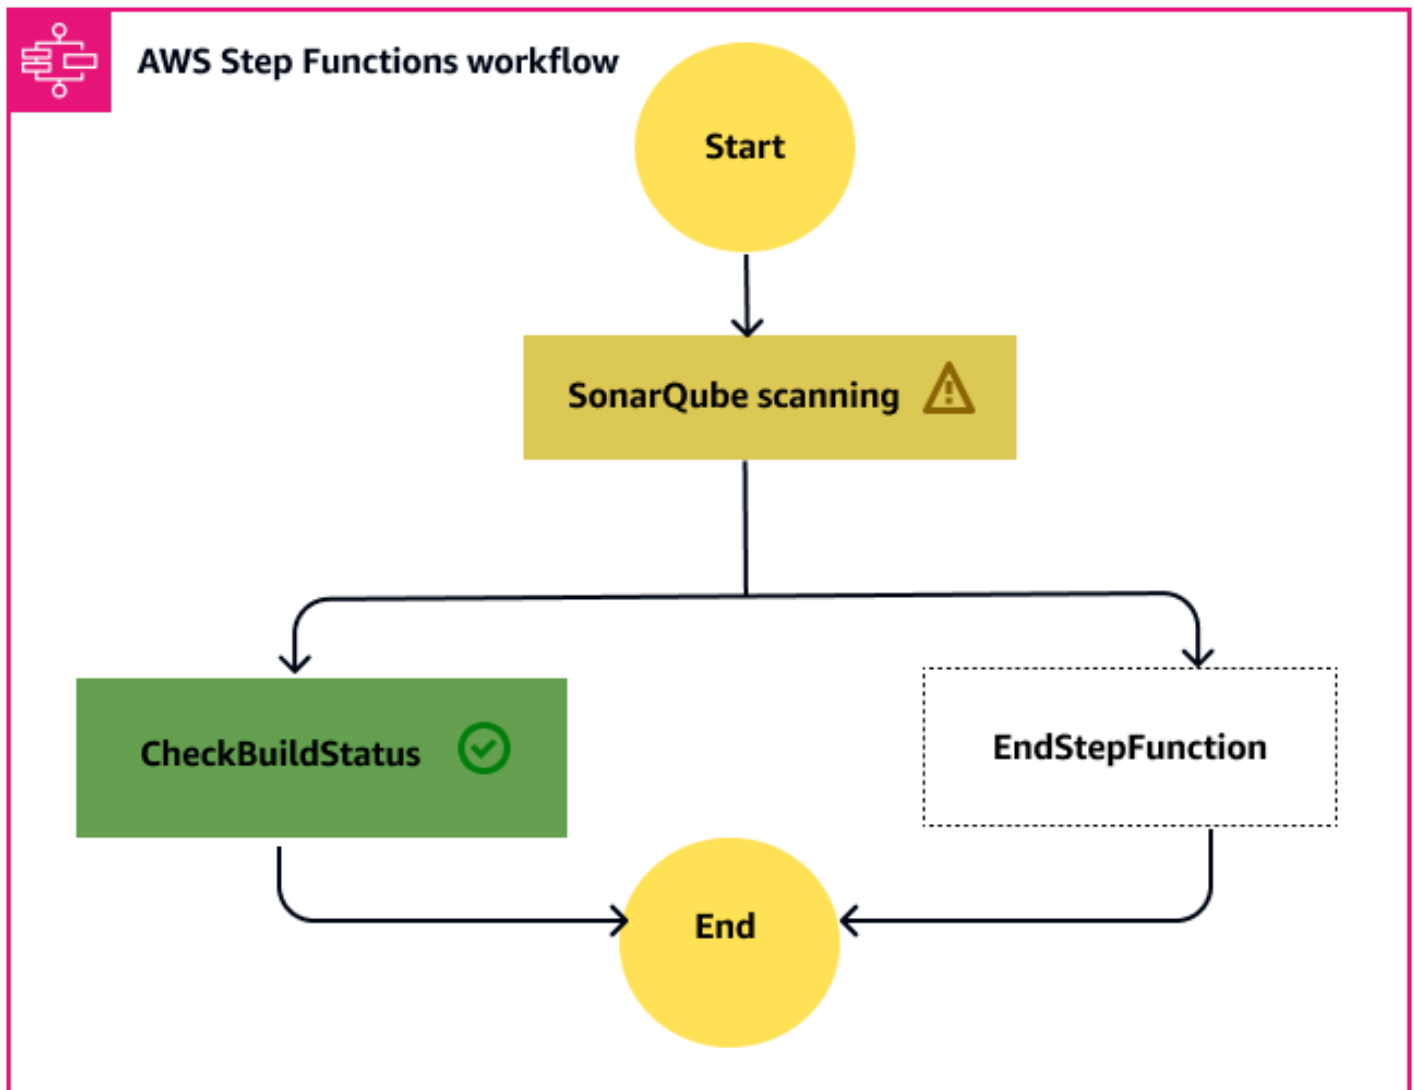 AWS Step Functions workflow
Start
SonarQube scanning
CheckBuildStatus
EndStepFunction
End